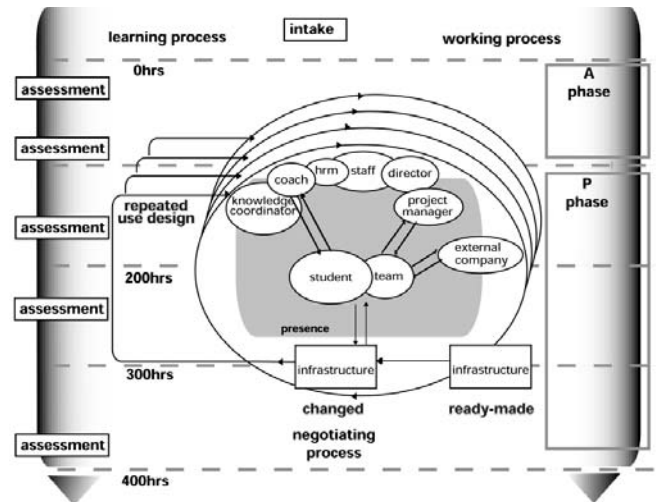 intake
learning process
working process
0hrs
A
phase
assessment
assessment
hrm
staff
director
coach
P
phase
knowledge
coordinator
project
manager
repeated
use design
assessment
external
company
student
team
200hrs
assessment
presence
infrastructure
infrastructure
300hrs
changed
ready-made
negotiating
process
assessment
400hrs